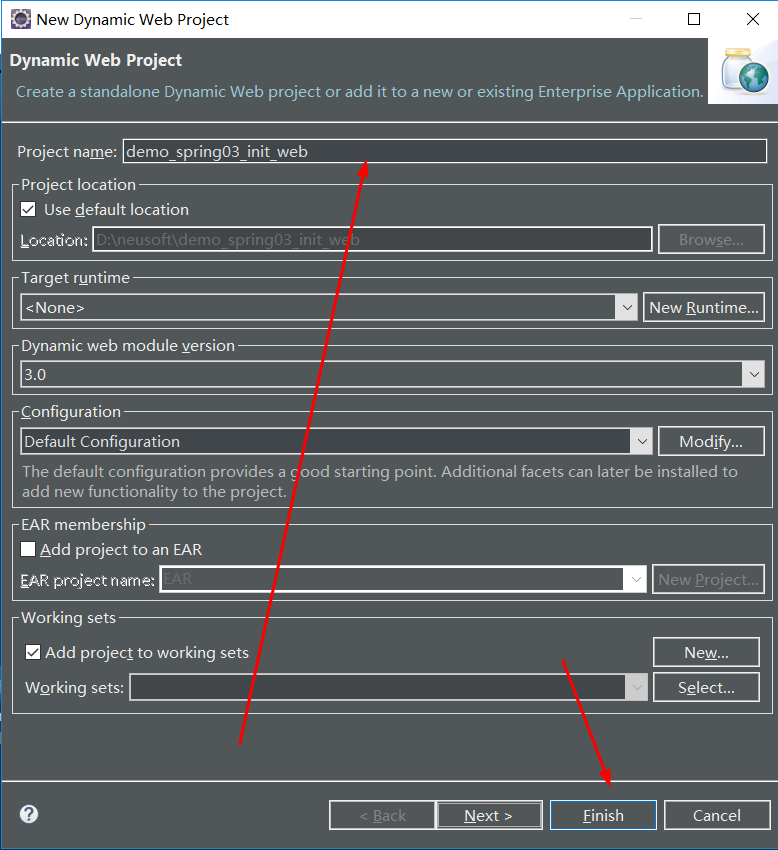 New Dynamic Web Project
Dynamic Web Project
Create a standalone Dynamic Web project or add it to a new or existing Enterprise Application.
Project name: demo_spring03_init_web
Project location
Use default location
Location: D:\neusoft\demo_spring03_init_web Browse...
Target runtime
<None> New Runtime...
Dynamic web module version
3.0
Configuration
Default Configuration Modify...
The default configuration provides a good starting point. Additional facets can later be installed to
add new functionality to the project.
EAR membership
Add project to an EAR
EAR project name: EAR New Project...
Working sets
Add project to working sets New...
Working sets: Select...
? < Back Next > Finish Cancel